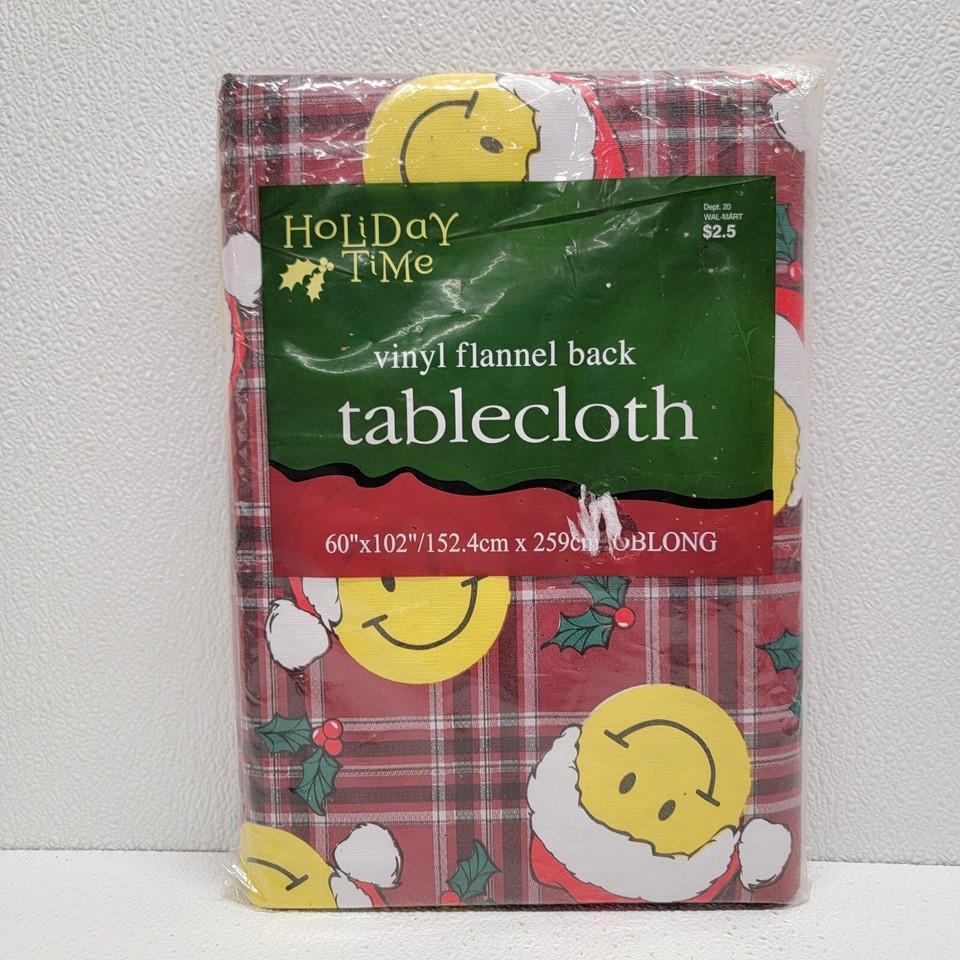 HOLiDaY
TiMe
Dept. 20
WAL-MART
$2.5
vinyl flannel back
tablecloth
60"x102"/152.4cm x 259cm OBLONG